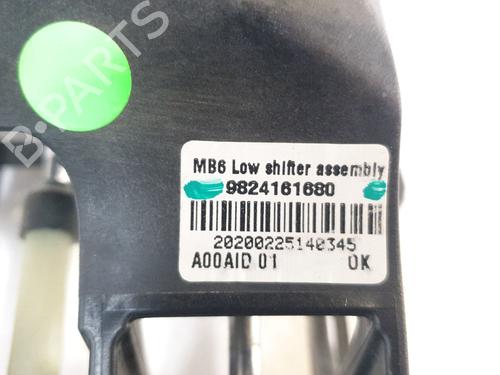 B-PARTS
MB6 Low shifter assembly
9824161680
20200225140345
A00AID 01 OK